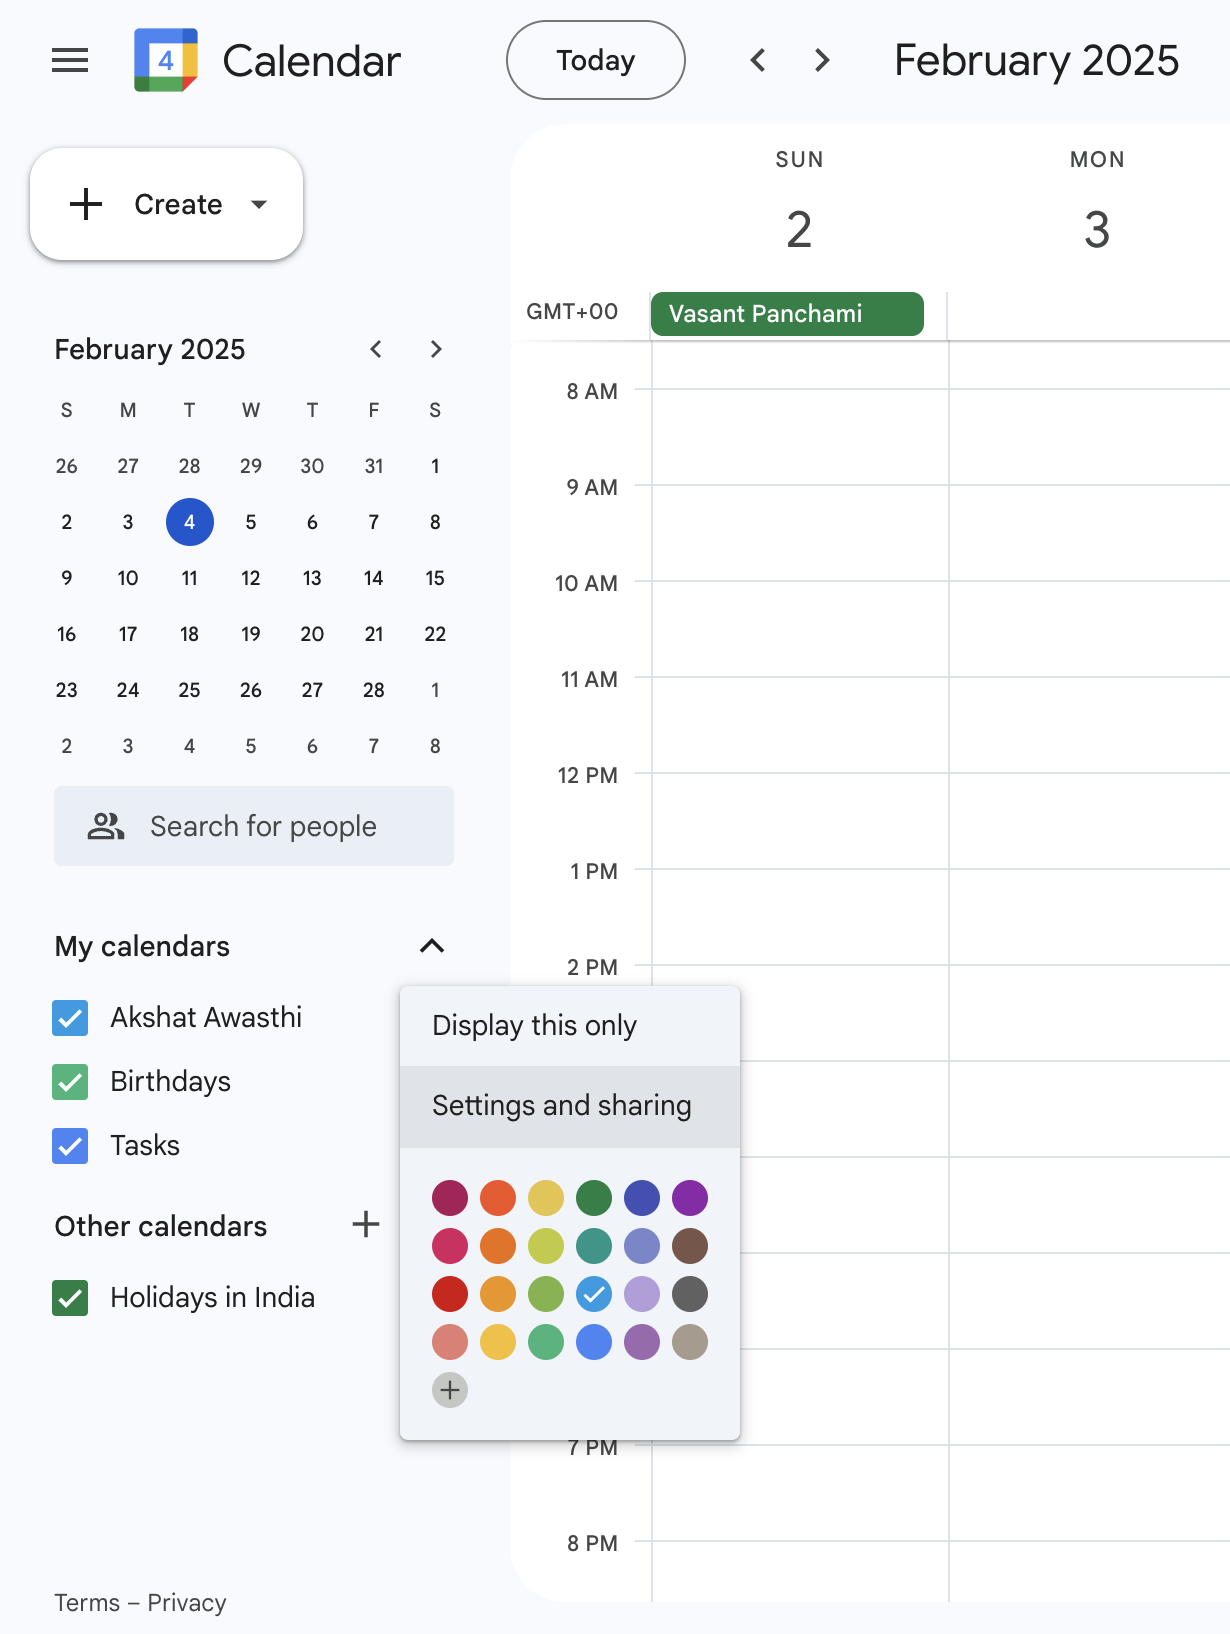 4 Calendar
Today
February 2025
Create
SUN
MON
2
3
GMT+00
Vasant Panchami
February 2025
S M T W T F S
26 27 28 29 30 31 1
2 3 4 5 6 7 8
9 10 11 12 13 14 15
16 17 18 19 20 21 22
23 24 25 26 27 28 1
2 3 4 5 6 7 8
Search for people
My calendars
Akshat Awasthi
Birthdays
Tasks
Other calendars
Holidays in India
Display this only
Settings and sharing
8 AM
9 AM
10 AM
11 AM
12 PM
1 PM
2 PM
7 PM
8 PM
Terms – Privacy